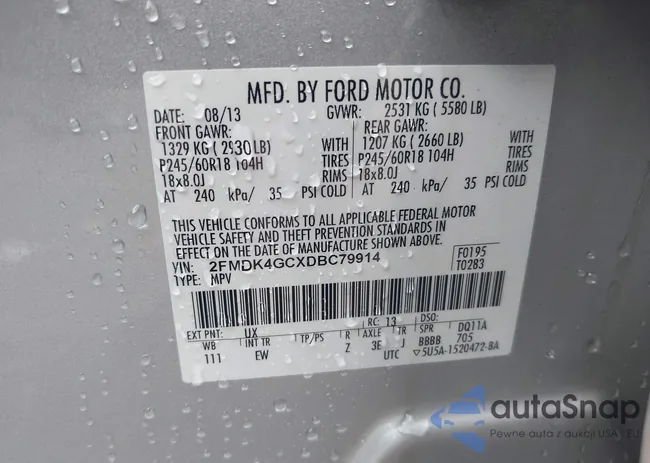 MFD. BY FORD MOTOR CO.
DATE: 08/13 GVWR: 2531 KG ( 5580 LB)
FRONT GAWR: REAR GAWR:
1329 KG ( 2930 LB) WITH 1207 KG ( 2660 LB) WITH
P245/60R18 104H TIRES P245/60R18 104H TIRES
18x8.0J RIMS 18x8.0J RIMS
AT 240 kPa/ 35 PSI COLD AT 240 kPa/ 35 PSI COLD
THIS VEHICLE CONFORMS TO ALL APPLICABLE FEDERAL MOTOR
VEHICLE SAFETY AND THEFT PREVENTION STANDARDS IN
EFFECT ON THE DATE OF MANUFACTURE SHOWN ABOVE.
VIN: 2FMDK4GCXDBC79914 F0195
TYPE: MPV T0283
EXT PNT: UX RC: 13 DSO:
WB INT TR TP/PS R AXLE TR SPR DQ11A
111 EW Z 3E J BBBB 705
UTC ▽5U5A-1520472-BA
autaSnap
Pewne auta z aukcji USA i EU